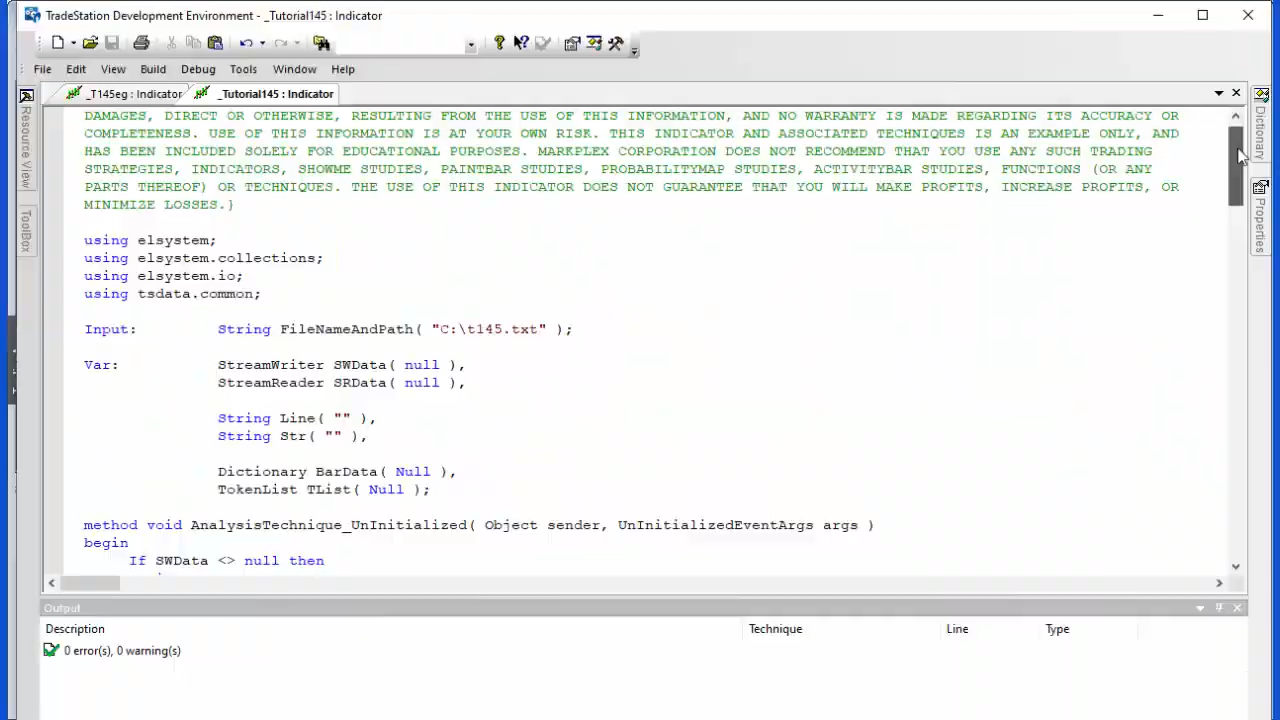 TradeStation Development Environment - _Tutorial145 : Indicator
File Edit View Build Debug Tools Window Help
_T145eg : Indicator _Tutorial145 : Indicator
Resource View
ToolBox
Dictionary
Properties
DAMAGES, DIRECT OR OTHERWISE, RESULTING FROM THE USE OF THIS INFORMATION, AND NO WARRANTY IS MADE REGARDING ITS ACCURACY OR
COMPLETENESS. USE OF THIS INFORMATION IS AT YOUR OWN RISK. THIS INDICATOR AND ASSOCIATED TECHNIQUES IS AN EXAMPLE ONLY, AND
HAS BEEN INCLUDED SOLELY FOR EDUCATIONAL PURPOSES. MARKPLEX CORPORATION DOES NOT RECOMMEND THAT YOU USE ANY SUCH TRADING
STRATEGIES, INDICATORS, SHOWME STUDIES, PAINTBAR STUDIES, PROBABILITYMAP STUDIES, ACTIVITYBAR STUDIES, FUNCTIONS (OR ANY
PARTS THEREOF) OR TECHNIQUES. THE USE OF THIS INDICATOR DOES NOT GUARANTEE THAT YOU WILL MAKE PROFITS, INCREASE PROFITS, OR
MINIMIZE LOSSES.}
using elsystem;
using elsystem.collections;
using elsystem.io;
using tsdata.common;
Input: String FileNameAndPath( "C:\t145.txt" );
Var: StreamWriter SWData( null ),
StreamReader SRData( null ),
String Line( "" ),
String Str( "" ),
Dictionary BarData( Null ),
TokenList TList( Null );
method void AnalysisTechnique_UnInitialized( Object sender, UnInitializedEventArgs args )
begin
If SWData <> null then
Output
Description Technique Line Type
0 error(s), 0 warning(s)